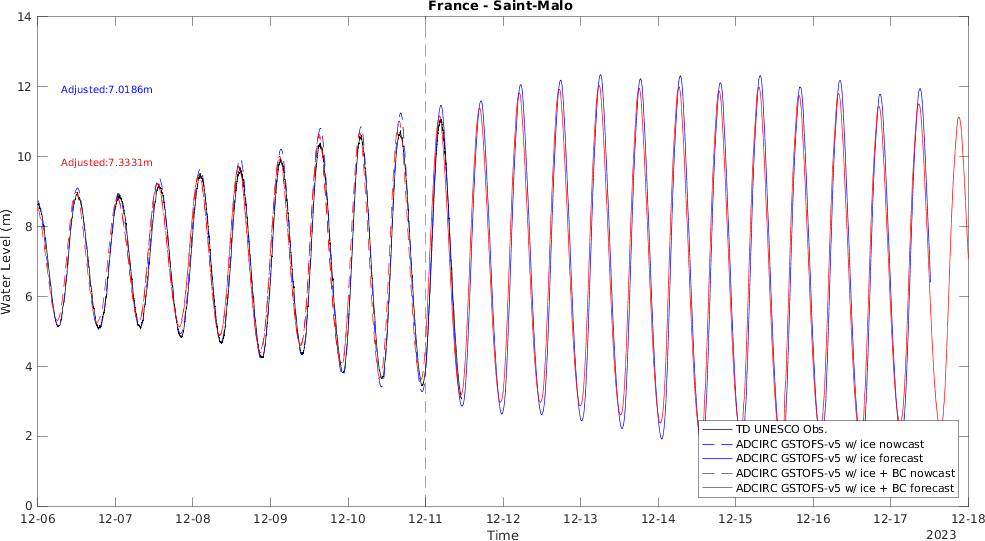 France - Saint-Malo
14
12
10
8
6
4
2
0
Water Level (m)
Adjusted:7.0186m
Adjusted:7.3331m
TD UNESCO Obs.
ADCIRC GSTOFS-v5 w/ ice nowcast
ADCIRC GSTOFS-v5 w/ ice forecast
ADCIRC GSTOFS-v5 w/ ice + BC nowcast
ADCIRC GSTOFS-v5 w/ ice + BC forecast
12-06 12-07 12-08 12-09 12-10 12-11 12-12 12-13 12-14 12-15 12-16 12-17 12-18
Time
2023